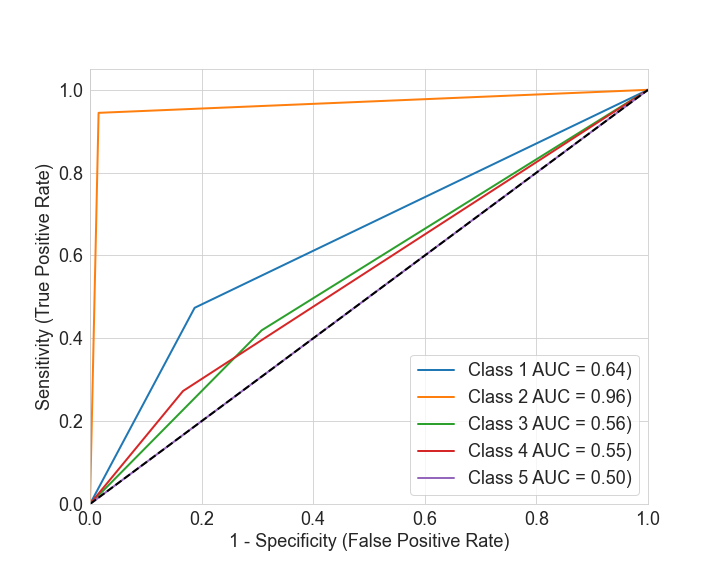 1.0
0.8
0.6
0.4
0.2
0.0
Sensitivity (True Positive Rate)
Class 1 AUC = 0.64)
Class 2 AUC = 0.96)
Class 3 AUC = 0.56)
Class 4 AUC = 0.55)
Class 5 AUC = 0.50)
0.0 0.2 0.4 0.6 0.8 1.0
1 - Specificity (False Positive Rate)